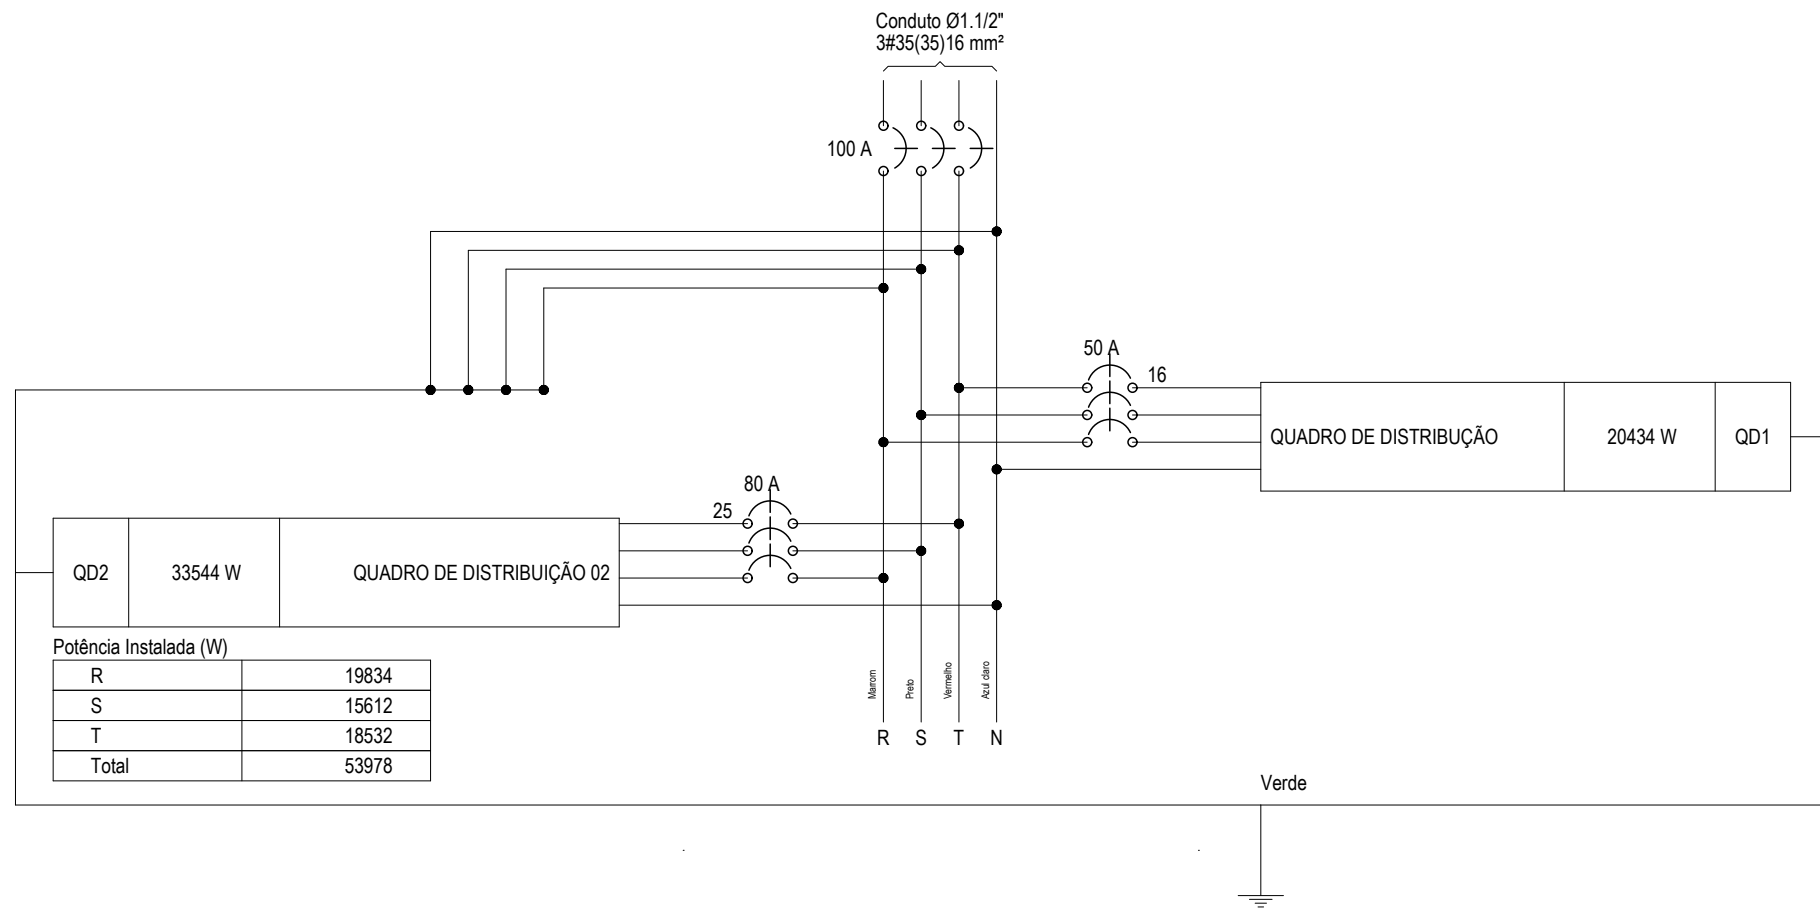 Conduto Ø1.1/2"
3#35(35)16 mm²
100 A
50 A
16
QUADRO DE DISTRIBUÇÃO
20434 W
QD1
80 A
25
QD2
33544 W
QUADRO DE DISTRIBUIÇÃO 02
Potência Instalada (W)
R 19834
S 15612
T 18532
Total 53978
Marrom
Preto
Vermelho
Azul claro
R S T N
Verde